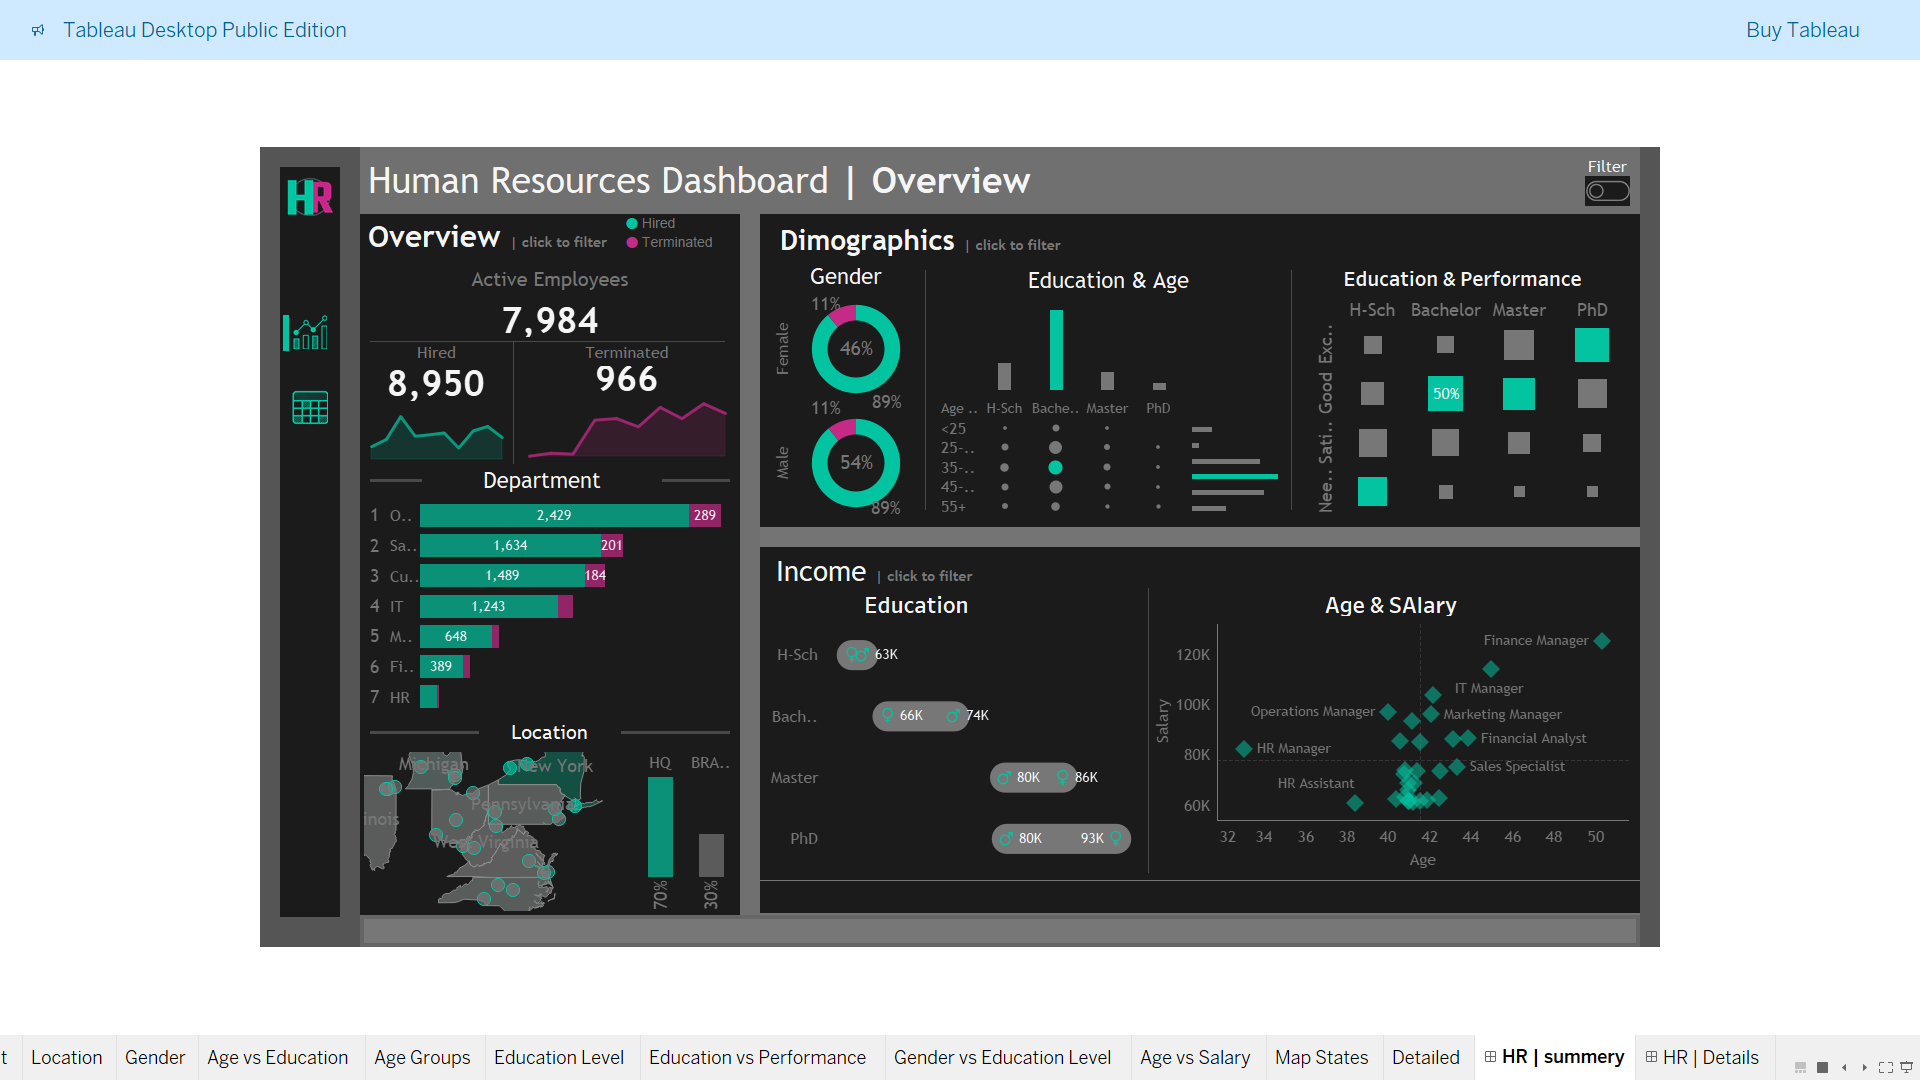 Tableau Desktop Public Edition
Buy Tableau
HR
Human Resources Dashboard | Overview
Filter
Overview | click to filter
Hired
Terminated
Active Employees
7,984
Hired
8,950
Terminated
966
Department
1 O.. 2,429 289
2 Sa.. 1,634 201
3 Cu.. 1,489 184
4 IT 1,243
5 M.. 648
6 Fi.. 389
7 HR
Location
Michigan
New York
Pennsylvania
inois
West Virginia
HQ BRA..
70% 30%
Dimographics | click to filter
Gender
Female
11%
46%
89%
Male
11%
54%
89%
Education & Age
Age .. H-Sch Bache.. Master PhD
<25
25-..
35-..
45-..
55+
Education & Performance
H-Sch Bachelor Master PhD
Exc..
Good
50%
Sati..
Nee..
Income | click to filter
Education
H-Sch 63K
Bach.. 66K 74K
Master 80K 86K
PhD 80K 93K
Age & SAlary
Salary
120K
100K
80K
60K
Finance Manager
IT Manager
Operations Manager
Marketing Manager
Financial Analyst
HR Manager
Sales Specialist
HR Assistant
32 34 36 38 40 42 44 46 48 50
Age
t Location Gender Age vs Education Age Groups Education Level Education vs Performance Gender vs Education Level Age vs Salary Map States Detailed HR | summery HR | Details